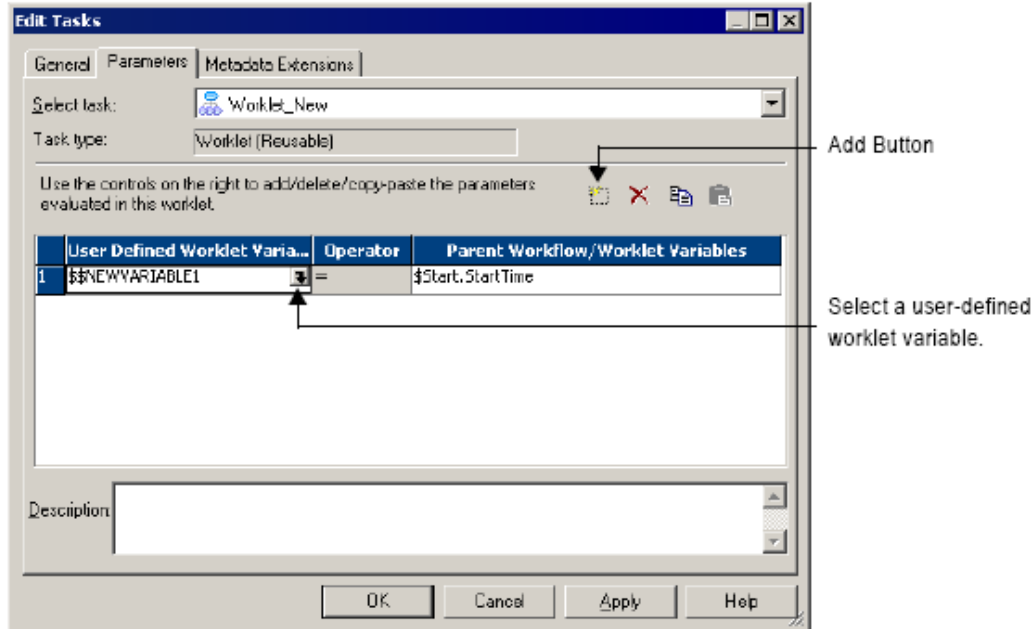 Edit Tasks
General Parameters Metadata Extensions
Select task: Worklet_New
Task type: Worklet (Reusable)
Add Button
Use the controls on the right to add/delete/copy-paste the parameters
evaluated in this worklet.
User Defined Worklet Varia... Operator Parent Workflow/Worklet Variables
1 $$NEWVARIABLE1 = $Start.StartTime
Select a user-defined
worklet variable.
Description:
OK Cancel Apply Help